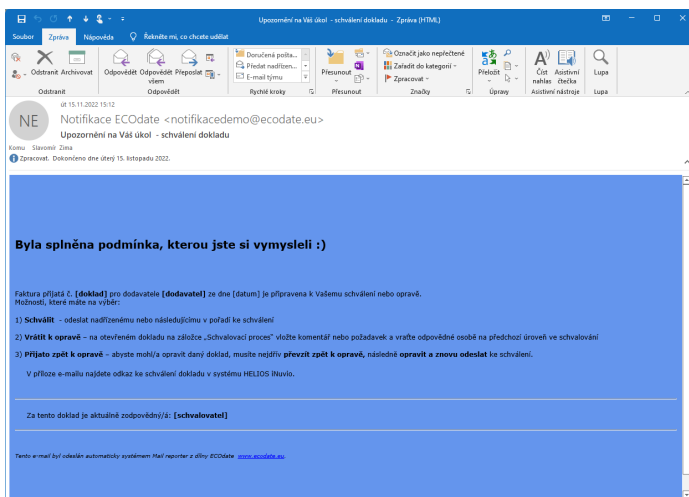 Upozornění na Váš úkol - schválení dokladu - Zpráva (HTML)
Soubor Zpráva Nápověda Řekněte mi, co chcete udělat
Odstranit Archivovat
Odstranit
Odpovědět Odpovědět všem Přeposlat
Odpovědět
Doručená pošta...
Předat nadřízen...
E-mail týmu
Rychlé kroky
Přesunout
Přesunout
Označit jako nepřečtené
Zařadit do kategorií
Zpracovat
Značky
Přeložit
Úpravy
Číst nahlas Asistivní čtečka
Asistivní nástroje
Lupa
Lupa
út 15.11.2022 15:12
NE
Notifikace ECOdate <notifikacedemo@ecodate.eu>
Upozornění na Váš úkol - schválení dokladu
Komu Slavomír Zima
Zpracovat. Dokončeno dne úterý 15. listopadu 2022.
Byla splněna podmínka, kterou jste si vymysleli :)
Faktura přijatá č. [doklad] pro dodavatele [dodavatel] ze dne [datum] je připravena k Vašemu schválení nebo opravě.
Možnosti, které máte na výběr:
1) Schválit - odeslat nadřízenému nebo následujícímu v pořadí ke schválení
2) Vrátit k opravě – na otevřeném dokladu na záložce „Schvalovací proces" vložte komentář nebo požadavek a vraťte odpovědné osobě na předchozí úroveň ve schvalování
3) Přijato zpět k opravě – abyste mohl/a opravit daný doklad, musíte nejdřív převzít zpět k opravě, následně opravit a znovu odeslat ke schválení.
V příloze e-mailu najdete odkaz ke schválení dokladu v systému HELIOS iNuvio.
Za tento doklad je aktuálně zodpovědný/á: [schvalovatel]
Tento e-mail byl odeslán automaticky systémem Mail reporter z dílny ECOdate www.ecodate.eu.